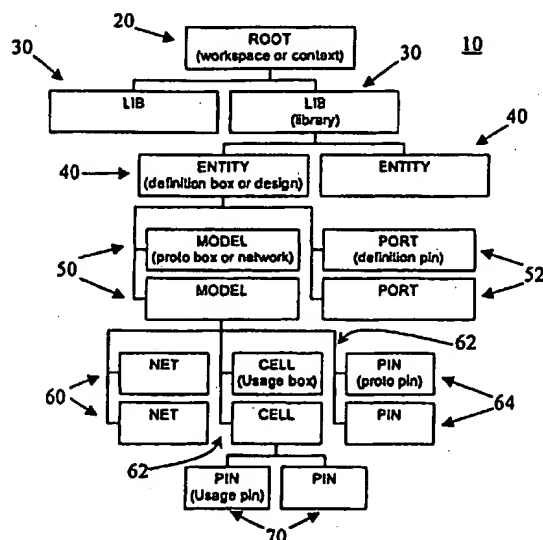 20
ROOT
(workspace or context)
10
30
30
LIB
LIB
(library)
40
40
ENTITY
(definition box or design)
ENTITY
50
MODEL
(proto box or network)
PORT
(definition pin)
52
MODEL
PORT
62
60
NET
CELL
(Usage box)
PIN
(proto pin)
64
NET
CELL
PIN
62
PIN
(Usage pin)
PIN
70